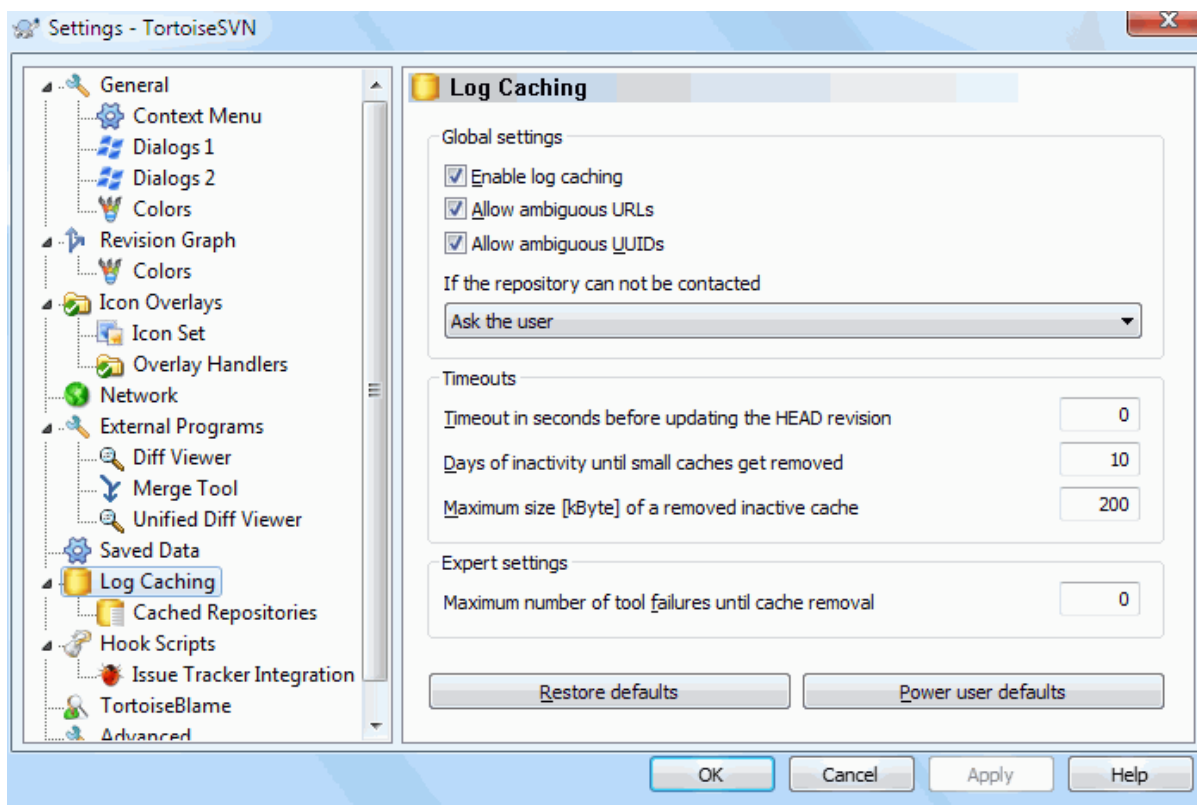 Settings - TortoiseSVN
General
Context Menu
Dialogs 1
Dialogs 2
Colors
Revision Graph
Colors
Icon Overlays
Icon Set
Overlay Handlers
Network
External Programs
Diff Viewer
Merge Tool
Unified Diff Viewer
Saved Data
Log Caching
Cached Repositories
Hook Scripts
Issue Tracker Integration
TortoiseBlame
Advanced
Log Caching
Global settings
Enable log caching
Allow ambiguous URLs
Allow ambiguous UUIDs
If the repository can not be contacted
Ask the user
Timeouts
Timeout in seconds before updating the HEAD revision 0
Days of inactivity until small caches get removed 10
Maximum size [kByte] of a removed inactive cache 200
Expert settings
Maximum number of tool failures until cache removal 0
Restore defaults Power user defaults
OK Cancel Apply Help